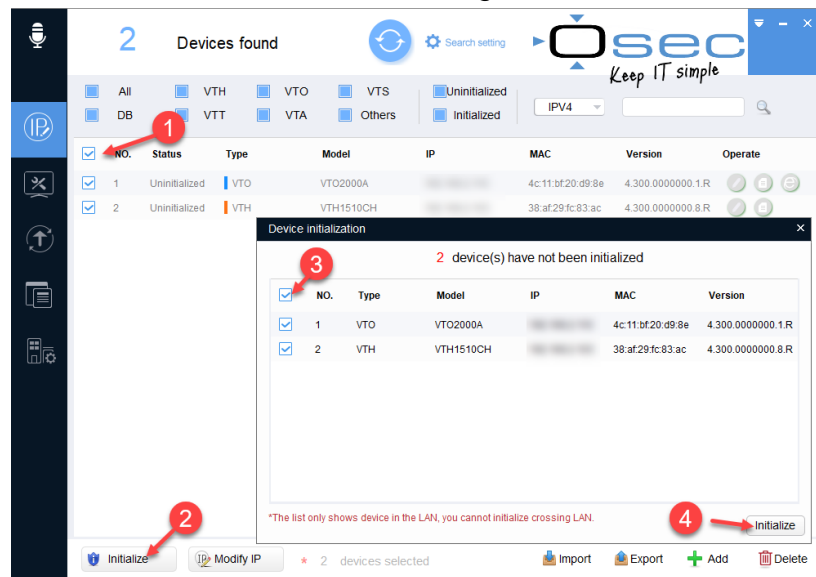 2 Devices found Search setting Osec
Keep IT simple
All VTH VTO VTS Uninitialized
DB VTT VTA Others Initialized IPV4
1
NO. Status Type Model IP MAC Version Operate
1 Uninitialized VTO VTO2000A 4c:11:bf:20:d9:8e 4.300.0000000.1.R
2 Uninitialized VTH VTH1510CH 38:af:29:fc:83:ac 4.300.0000000.8.R
Device initialization
2 device(s) have not been initialized
3
NO. Type Model IP MAC Version
1 VTO VTO2000A 4c:11:bf:20:d9:8e 4.300.0000000.1.R
2 VTH VTH1510CH 38:af:29:fc:83:ac 4.300.0000000.8.R
*The list only shows device in the LAN, you cannot initialize crossing LAN.
2
4
Initialize
Initialize IP Modify IP * 2 devices selected Import Export Add Delete